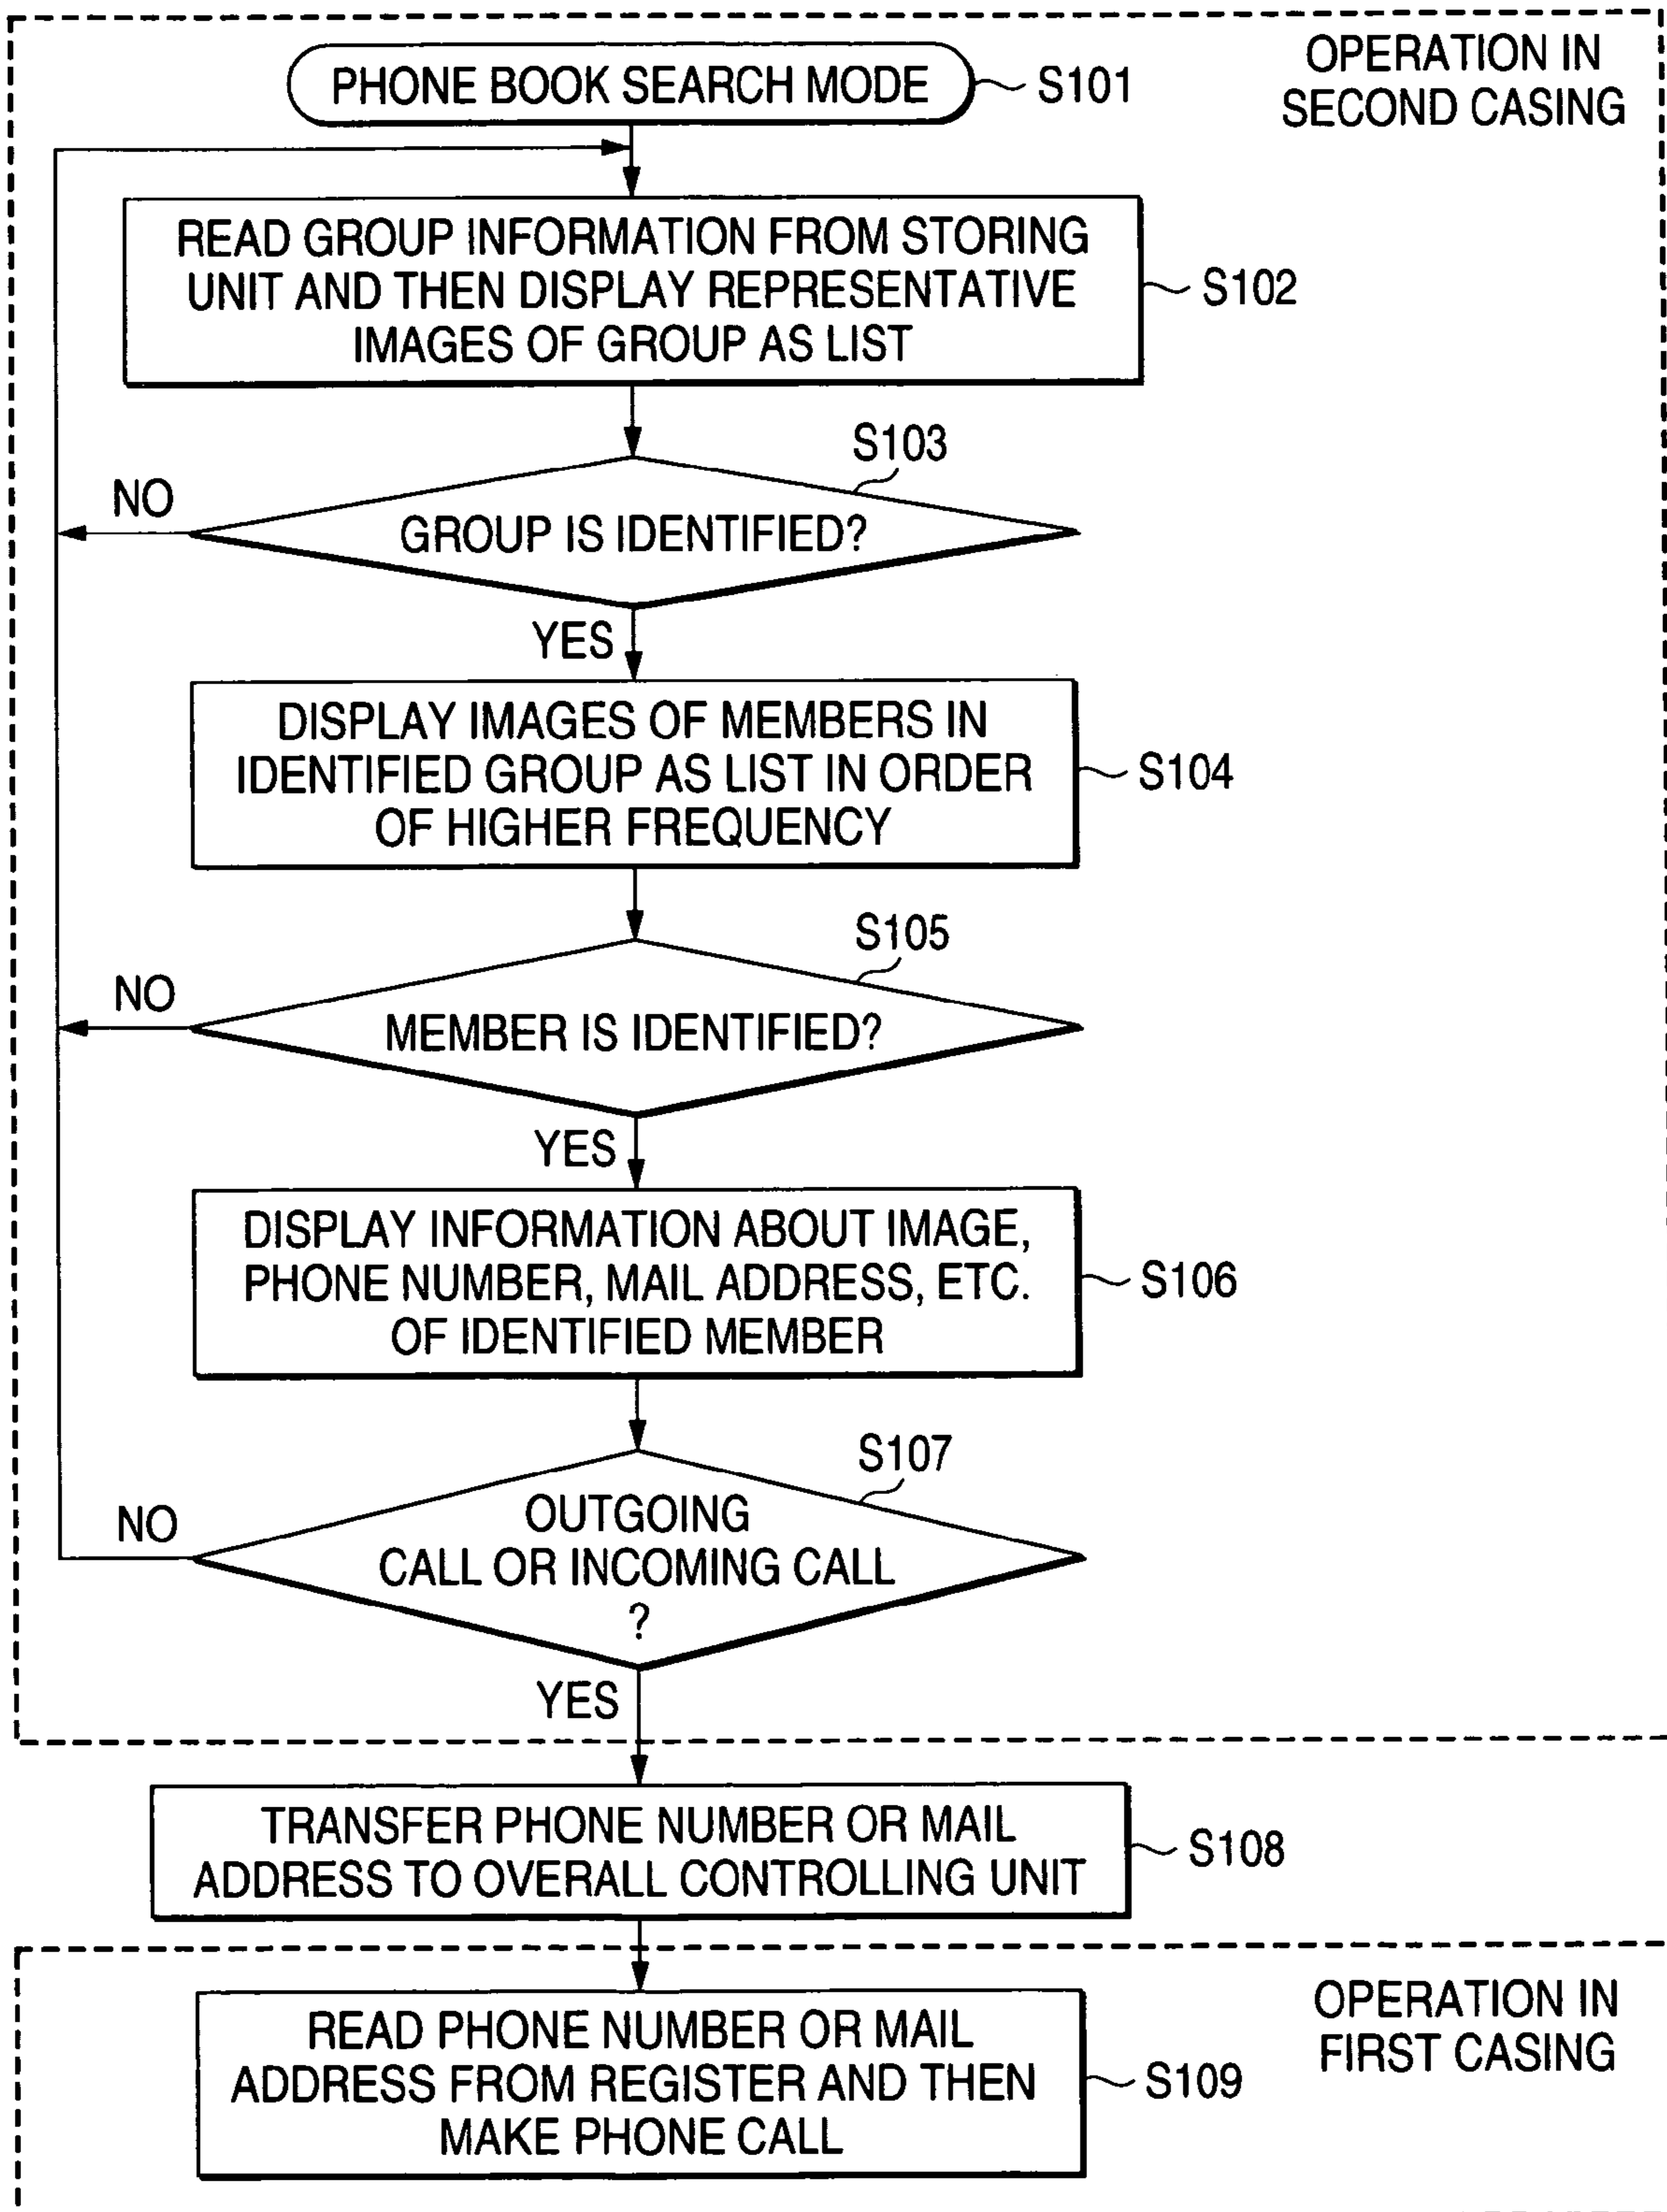 OPERATION IN
SECOND CASING
PHONE BOOK SEARCH MODE
S101
READ GROUP INFORMATION FROM STORING
UNIT AND THEN DISPLAY REPRESENTATIVE
IMAGES OF GROUP AS LIST
S102
S103
NO
GROUP IS IDENTIFIED?
YES
DISPLAY IMAGES OF MEMBERS IN
IDENTIFIED GROUP AS LIST IN ORDER
OF HIGHER FREQUENCY
S104
S105
NO
MEMBER IS IDENTIFIED?
YES
DISPLAY INFORMATION ABOUT IMAGE,
PHONE NUMBER, MAIL ADDRESS, ETC.
OF IDENTIFIED MEMBER
S106
S107
NO
OUTGOING
CALL OR INCOMING CALL
?
YES
TRANSFER PHONE NUMBER OR MAIL
ADDRESS TO OVERALL CONTROLLING UNIT
S108
OPERATION IN
FIRST CASING
READ PHONE NUMBER OR MAIL
ADDRESS FROM REGISTER AND THEN
MAKE PHONE CALL
S109